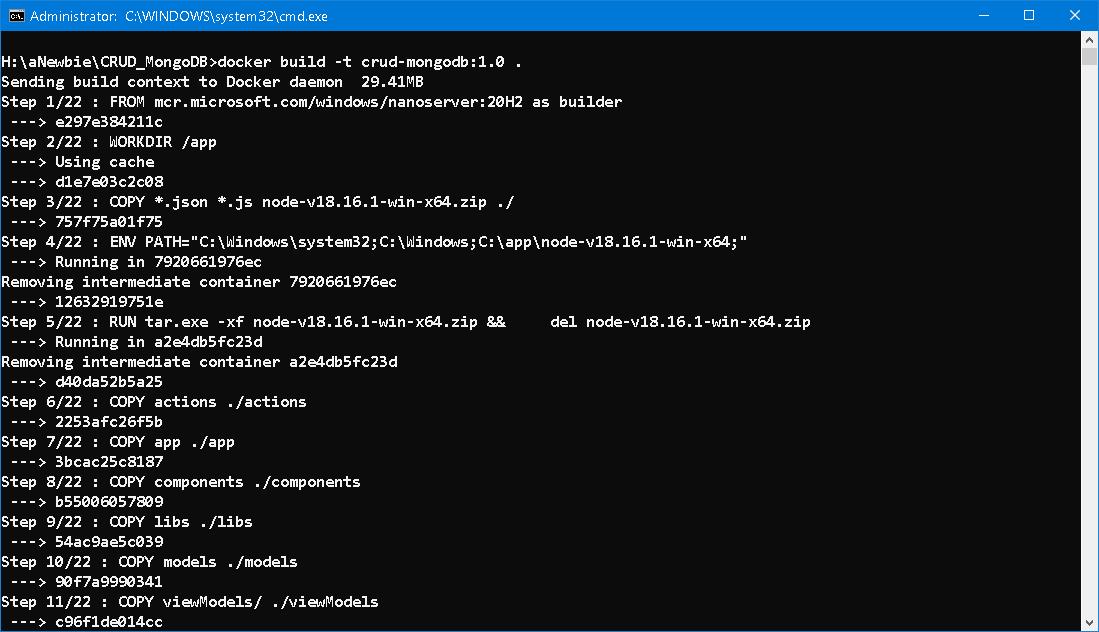 Administrator: C:\WINDOWS\system32\cmd.exe
H:\aNewbie\CRUD_MongoDB>docker build -t crud-mongodb:1.0 .
Sending build context to Docker daemon  29.41MB
Step 1/22 : FROM mcr.microsoft.com/windows/nanoserver:20H2 as builder
 ---> e297e384211c
Step 2/22 : WORKDIR /app
 ---> Using cache
 ---> d1e7e03c2c08
Step 3/22 : COPY *.json *.js node-v18.16.1-win-x64.zip ./
 ---> 757f75a01f75
Step 4/22 : ENV PATH="C:\Windows\system32;C:\Windows;C:\app\node-v18.16.1-win-x64;"
 ---> Running in 7920661976ec
Removing intermediate container 7920661976ec
 ---> 12632919751e
Step 5/22 : RUN tar.exe -xf node-v18.16.1-win-x64.zip &&     del node-v18.16.1-win-x64.zip
 ---> Running in a2e4db5fc23d
Removing intermediate container a2e4db5fc23d
 ---> d40da52b5a25
Step 6/22 : COPY actions ./actions
 ---> 2253afc26f5b
Step 7/22 : COPY app ./app
 ---> 3bcac25c8187
Step 8/22 : COPY components ./components
 ---> b55006057809
Step 9/22 : COPY libs ./libs
 ---> 54ac9ae5c039
Step 10/22 : COPY models ./models
 ---> 90f7a9990341
Step 11/22 : COPY viewModels/ ./viewModels
 ---> c96f1de014cc